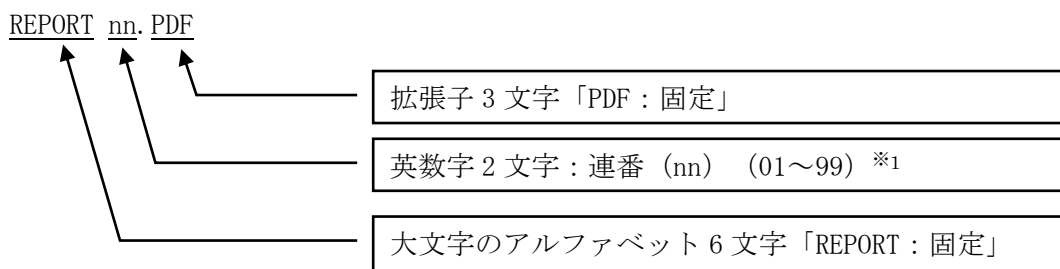 REPORT nn.PDF
拡張子3文字「PDF：固定」
英数字2文字：連番（nn）（01～99）※1
大文字のアルファベット6文字「REPORT：固定」